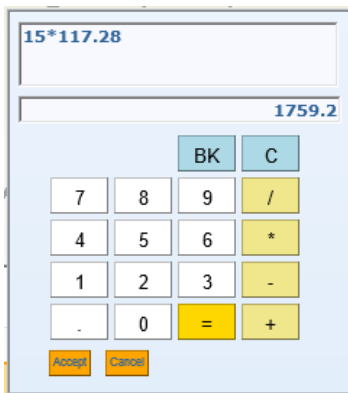 15*117.28
1759.2
BK C
7 8 9 /
4 5 6 *
1 2 3 -
. 0 = +
Accept Cancel